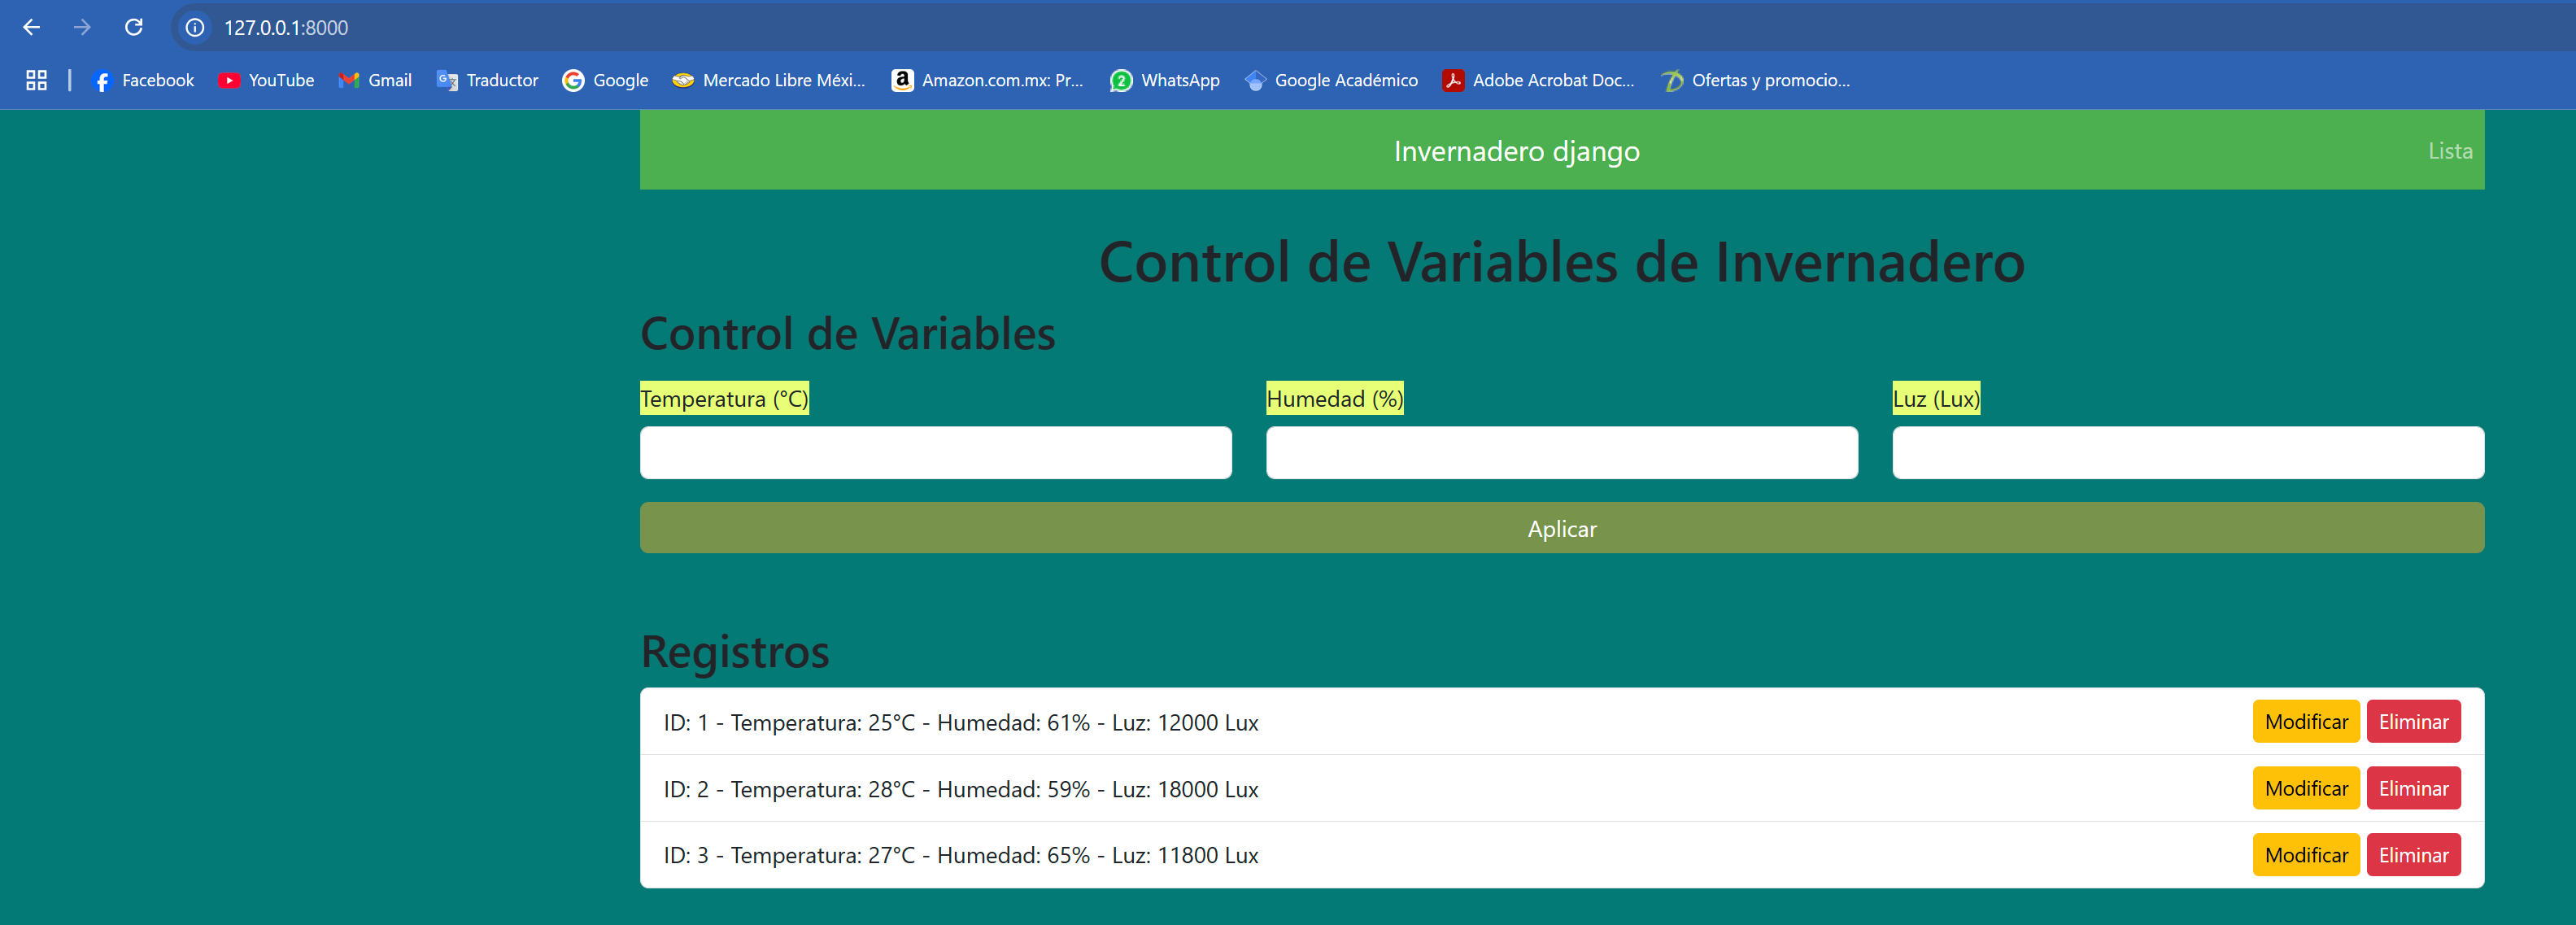 127.0.0.1:8000
Facebook YouTube Gmail Traductor Google Mercado Libre Méxi... Amazon.com.mx: Pr... WhatsApp Google Académico Adobe Acrobat Doc... Ofertas y promocio...
Invernadero django Lista
Control de Variables de Invernadero
Control de Variables
Temperatura (°C) Humedad (%) Luz (Lux)
Aplicar
Registros
ID: 1 - Temperatura: 25°C - Humedad: 61% - Luz: 12000 Lux Modificar Eliminar
ID: 2 - Temperatura: 28°C - Humedad: 59% - Luz: 18000 Lux Modificar Eliminar
ID: 3 - Temperatura: 27°C - Humedad: 65% - Luz: 11800 Lux Modificar Eliminar